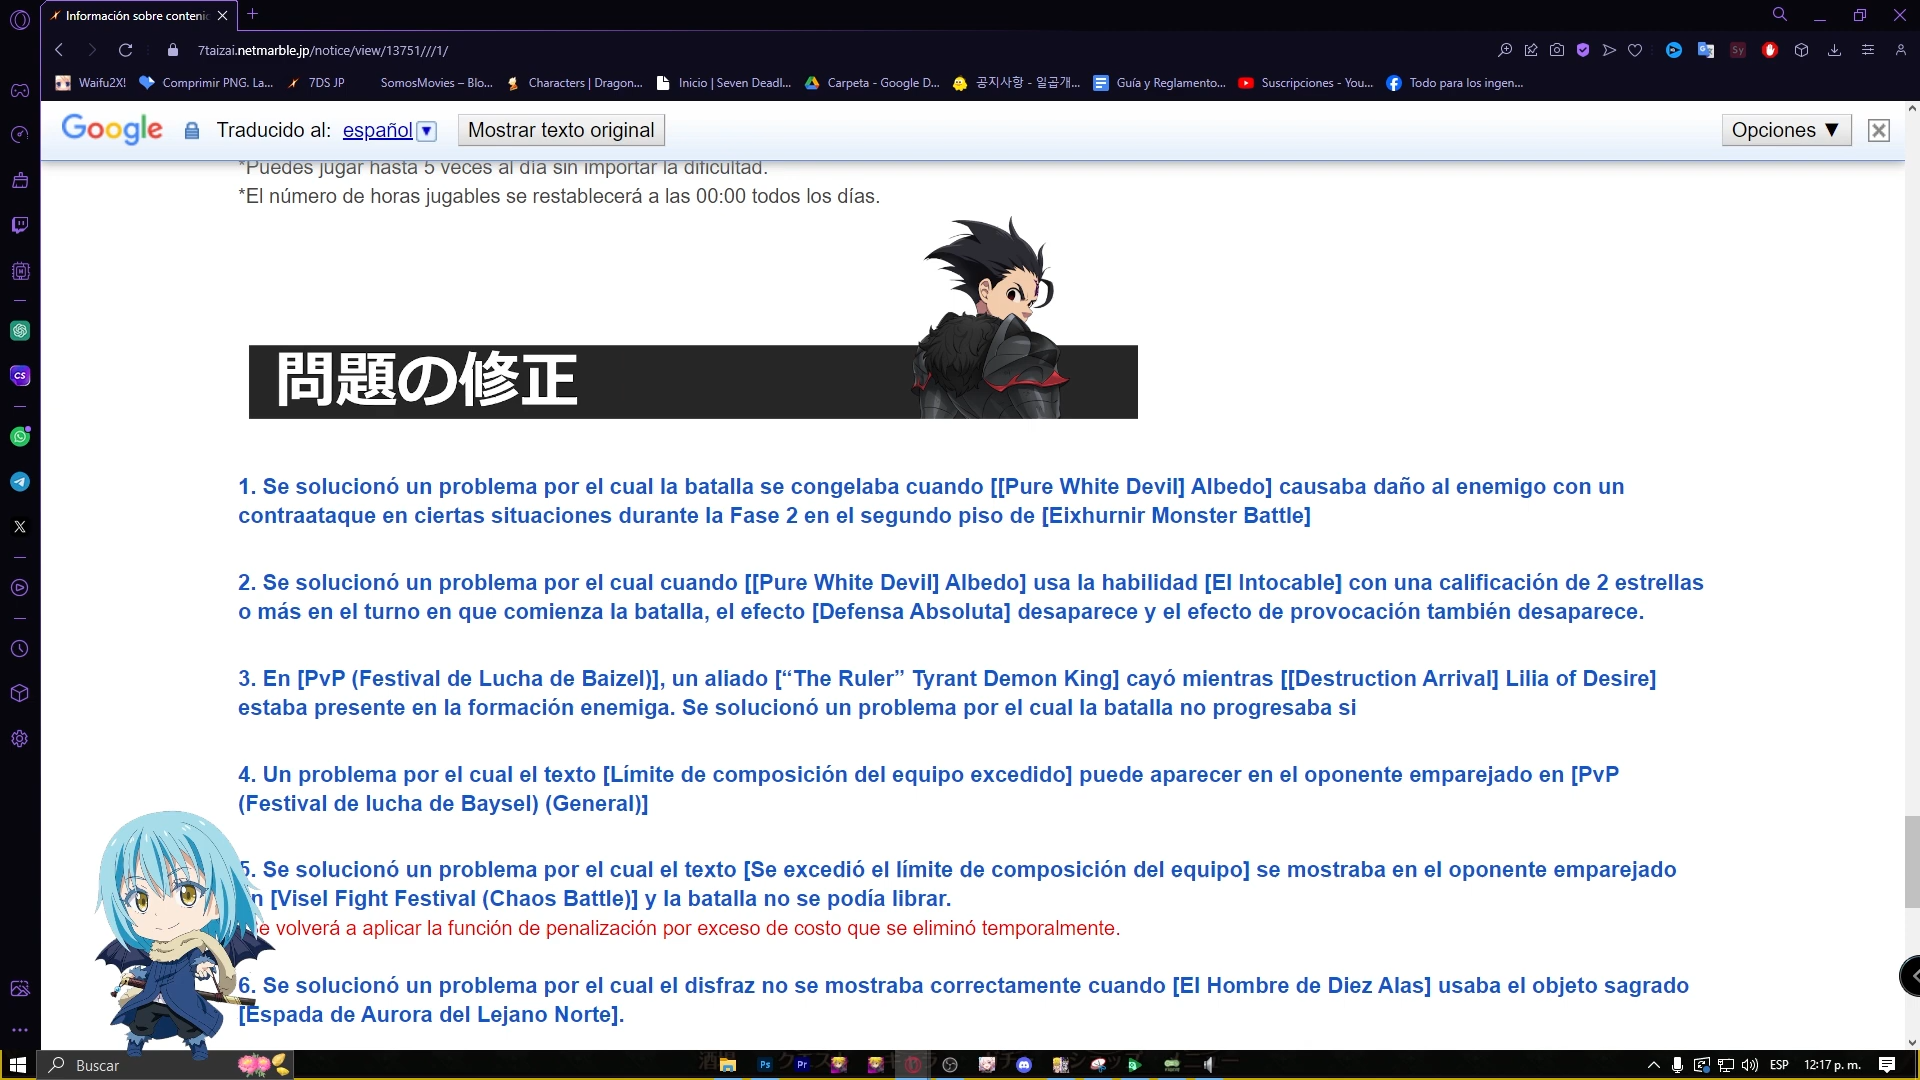 Información sobre conteni
7taizai.netmarble.jp/notice/view/13751///1/
Waifu2X! Comprimir PNG. La... 7DS JP SomosMovies – Blo... Characters | Dragon... Inicio | Seven Deadl... Carpeta - Google D... 공지사항 - 일곱개... Guía y Reglamento... Suscripciones - You... Todo para los ingen...
Google Traducido al: español Mostrar texto original Opciones ▼
*Puedes jugar hasta 5 veces al día sin importar la dificultad.
*El número de horas jugables se restablecerá a las 00:00 todos los días.
問題の修正
1. Se solucionó un problema por el cual la batalla se congelaba cuando [[Pure White Devil] Albedo] causaba daño al enemigo con un
contraataque en ciertas situaciones durante la Fase 2 en el segundo piso de [Eixhurnir Monster Battle]
2. Se solucionó un problema por el cual cuando [[Pure White Devil] Albedo] usa la habilidad [El Intocable] con una calificación de 2 estrellas
o más en el turno en que comienza la batalla, el efecto [Defensa Absoluta] desaparece y el efecto de provocación también desaparece.
3. En [PvP (Festival de Lucha de Baizel)], un aliado [“The Ruler” Tyrant Demon King] cayó mientras [[Destruction Arrival] Lilia of Desire]
estaba presente en la formación enemiga. Se solucionó un problema por el cual la batalla no progresaba si
4. Un problema por el cual el texto [Límite de composición del equipo excedido] puede aparecer en el oponente emparejado en [PvP
(Festival de lucha de Baysel) (General)]
5. Se solucionó un problema por el cual el texto [Se excedió el límite de composición del equipo] se mostraba en el oponente emparejado
n [Visel Fight Festival (Chaos Battle)] y la batalla no se podía librar.
e volverá a aplicar la función de penalización por exceso de costo que se eliminó temporalmente.
6. Se solucionó un problema por el cual el disfraz no se mostraba correctamente cuando [El Hombre de Diez Alas] usaba el objeto sagrado
[Espada de Aurora del Lejano Norte].
Buscar
ESP 12:17 p. m.